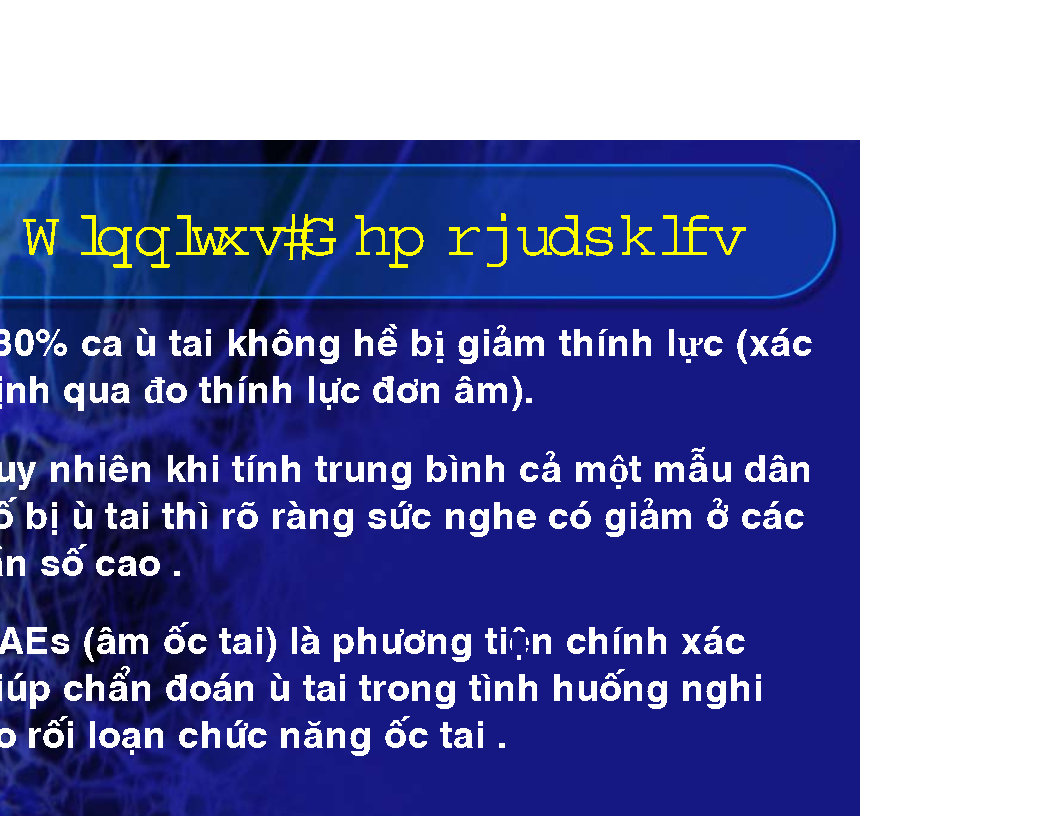 Wlqqlwxv#Ghprjudsklfv
30% ca ù tai không hề bị giảm thính lực (xác
ịnh qua đo thính lực đơn âm).
uy nhiên khi tính trung bình cả một mẫu dân
ố bị ù tai thì rõ ràng sức nghe có giảm ở các
ần số cao .
AEs (âm ốc tai) là phương tiện chính xác
iúp chẩn đoán ù tai trong tình huống nghi
o rối loạn chức năng ốc tai .